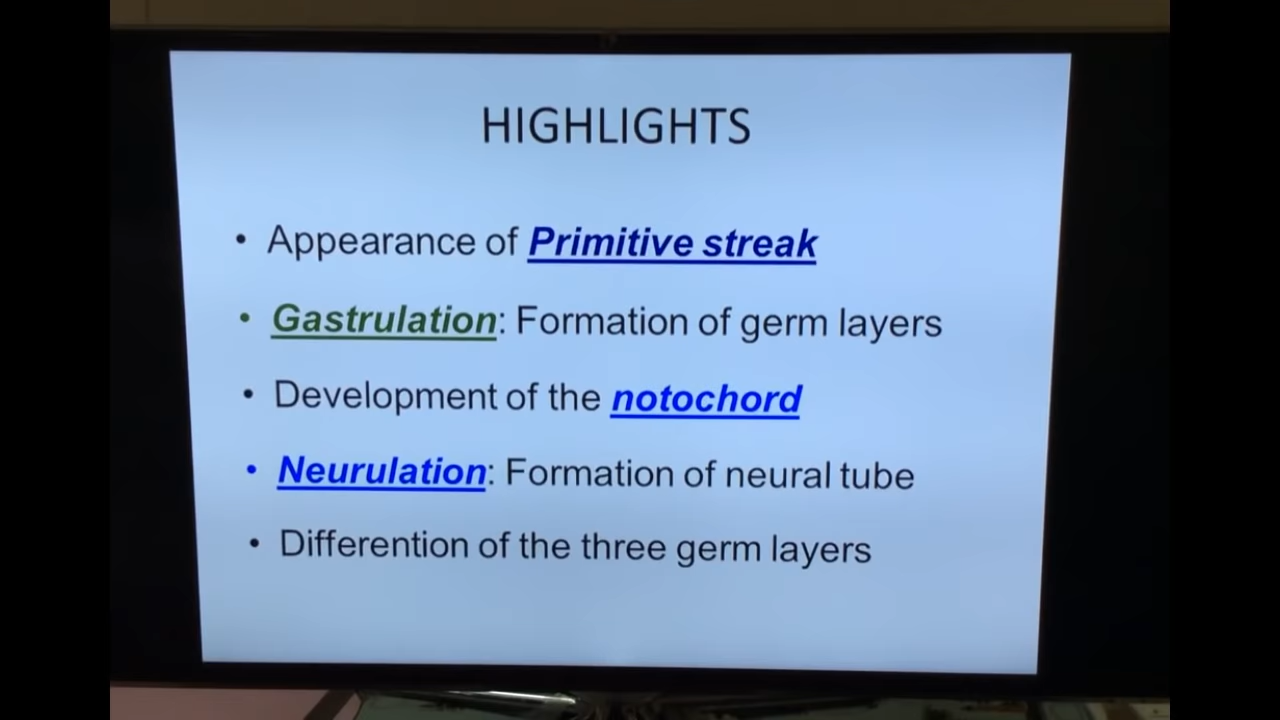 HIGHLIGHTS
• Appearance of Primitive streak
• Gastrulation: Formation of germ layers
• Development of the notochord
• Neurulation: Formation of neural tube
• Differention of the three germ layers